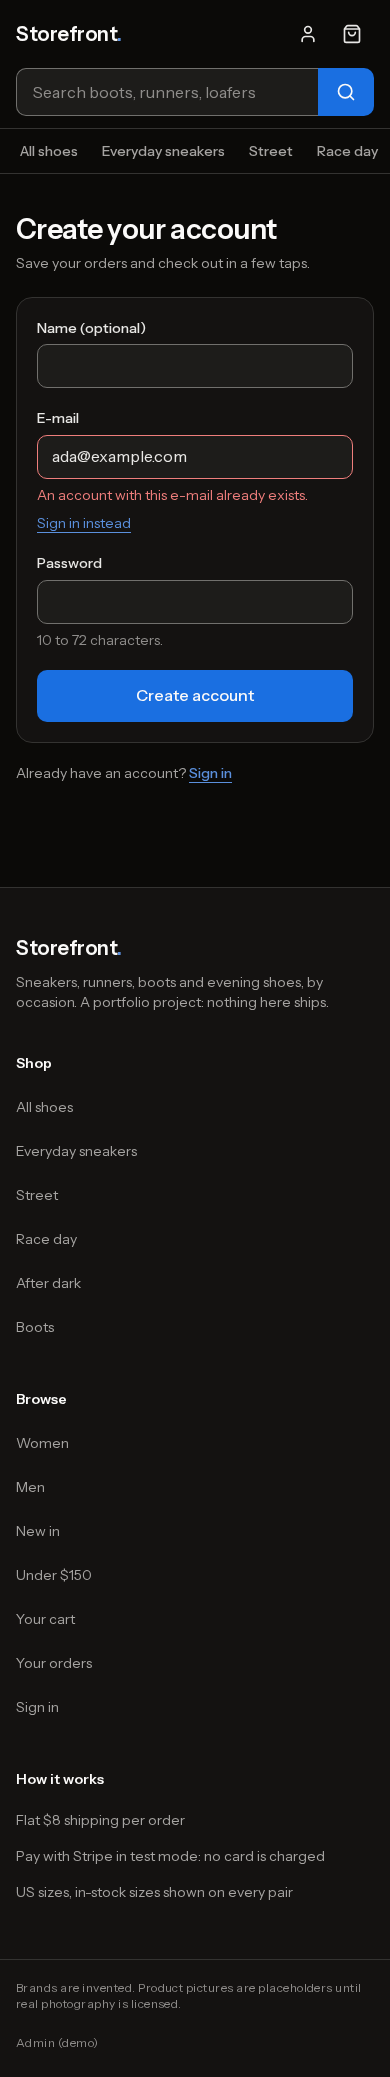 Storefront.
Search boots, runners, loafers
All shoes Everyday sneakers Street Race day
Create your account
Save your orders and check out in a few taps.
Name (optional)
E-mail
ada@example.com
An account with this e-mail already exists.
Sign in instead
Password
10 to 72 characters.
Create account
Already have an account? Sign in
Storefront.
Sneakers, runners, boots and evening shoes, by
occasion. A portfolio project: nothing here ships.
Shop
All shoes
Everyday sneakers
Street
Race day
After dark
Boots
Browse
Women
Men
New in
Under $150
Your cart
Your orders
Sign in
How it works
Flat $8 shipping per order
Pay with Stripe in test mode: no card is charged
US sizes, in-stock sizes shown on every pair
Brands are invented. Product pictures are placeholders until
real photography is licensed.
Admin (demo)